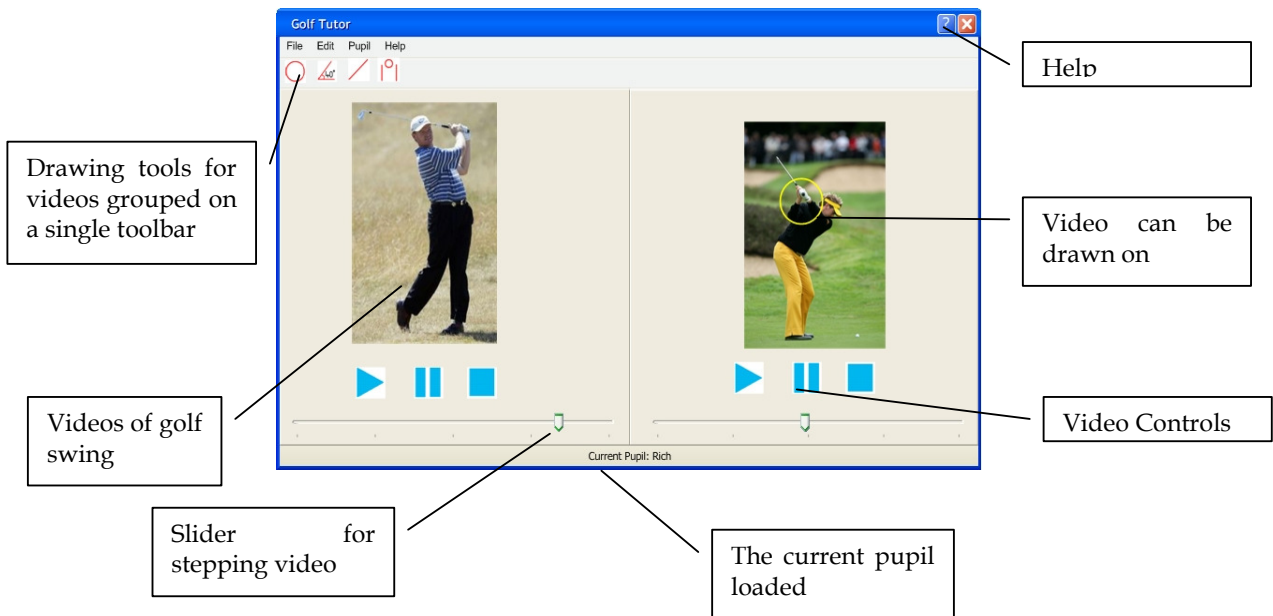 Golf Tutor
?
File Edit Pupil Help
40°
Help
Drawing tools for
videos grouped on
a single toolbar
Video can be
drawn on
Videos of golf
swing
Video Controls
Current Pupil: Rich
Slider for
stepping video
The current pupil
loaded